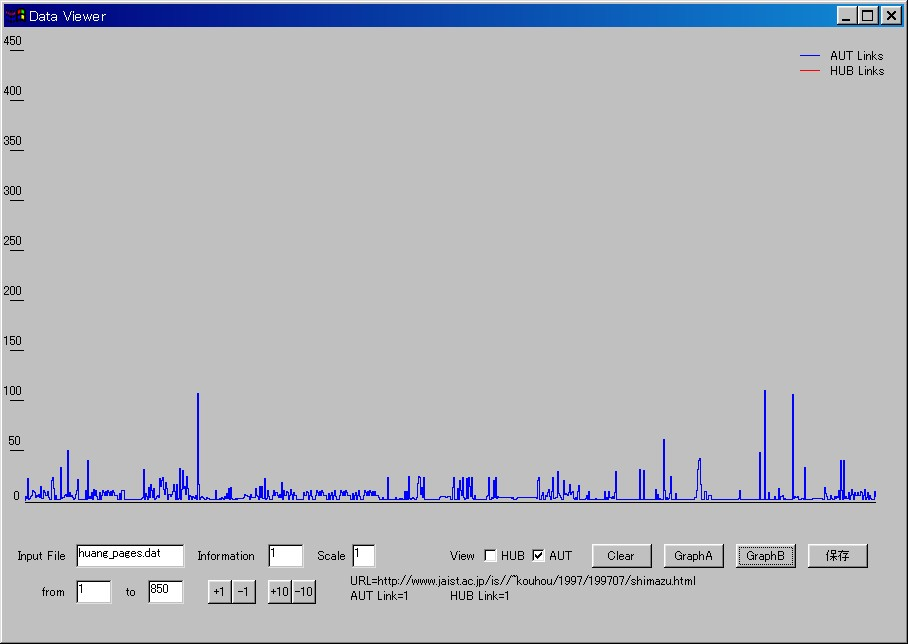 Data Viewer
450
AUT Links
HUB Links
400
350
300
250
200
150
100
50
0
Input File huang_pages.dat Information 1 Scale 1 View HUB AUT Clear GraphA GraphB 保存
from 1 to 850 +1 -1 +10 -10
URL=http://www.jaist.ac.jp/is//~kouhou/1997/199707/shimazu.html
AUT Link=1 HUB Link=1